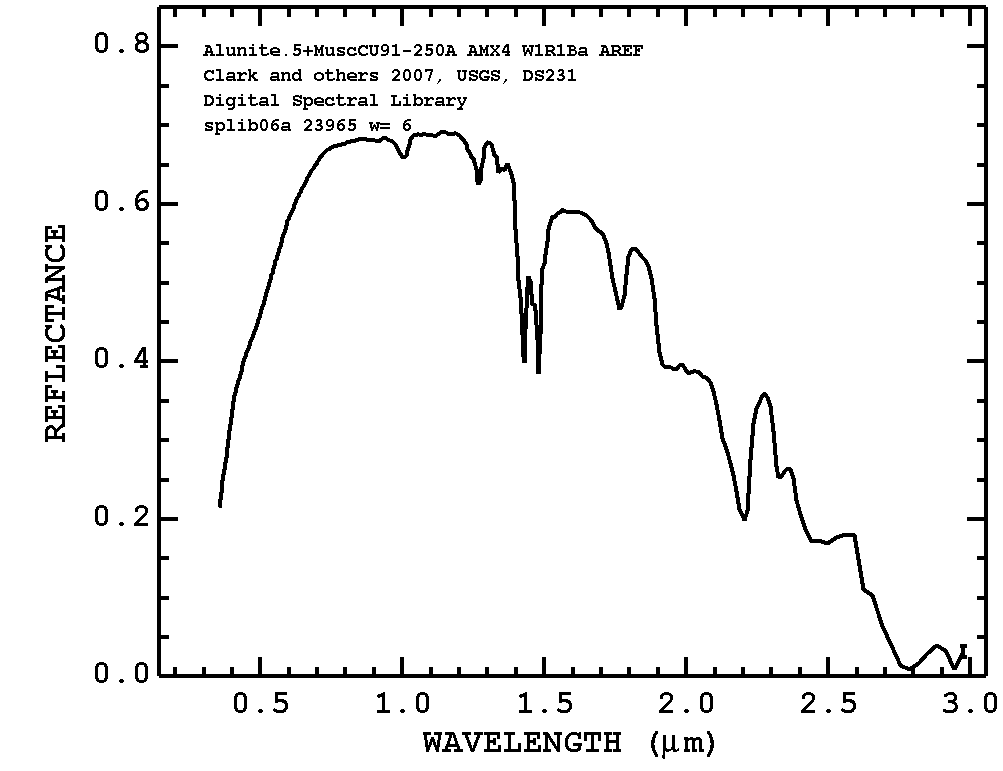 Alunite.5+MuscCU91-250A AMX4 W1R1Ba AREF
Clark and others 2007, USGS, DS231
Digital Spectral Library
splib06a 23965 w= 6
REFLECTANCE
0.8
0.6
0.4
0.2
0.0
0.5 1.0 1.5 2.0 2.5 3.0
WAVELENGTH (μm)